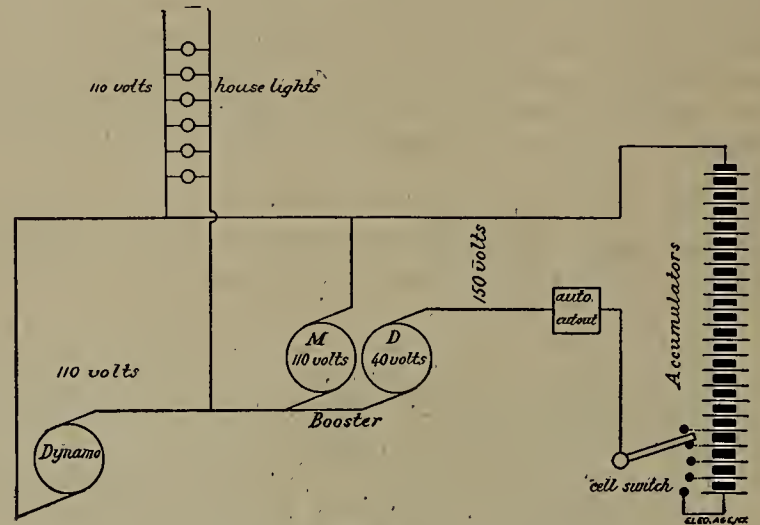 110 volts
house lights
150 volts
auto.
cutout
Accumulators
M
110 volts
D
40 volts
110 volts
Booster
Dynamo
cell switch